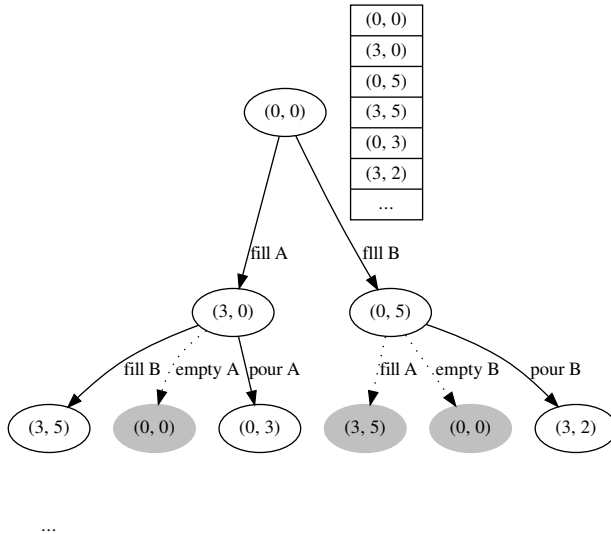 (0, 0)
(3, 0)
(0, 5)
(3, 5)
(0, 3)
(3, 2)
...
(0, 0)
fill A
flll B
(3, 0)
(0, 5)
fill B
empty A
pour A
fill A
empty B
pour B
(3, 5)
(0, 0)
(0, 3)
(3, 5)
(0, 0)
(3, 2)
...